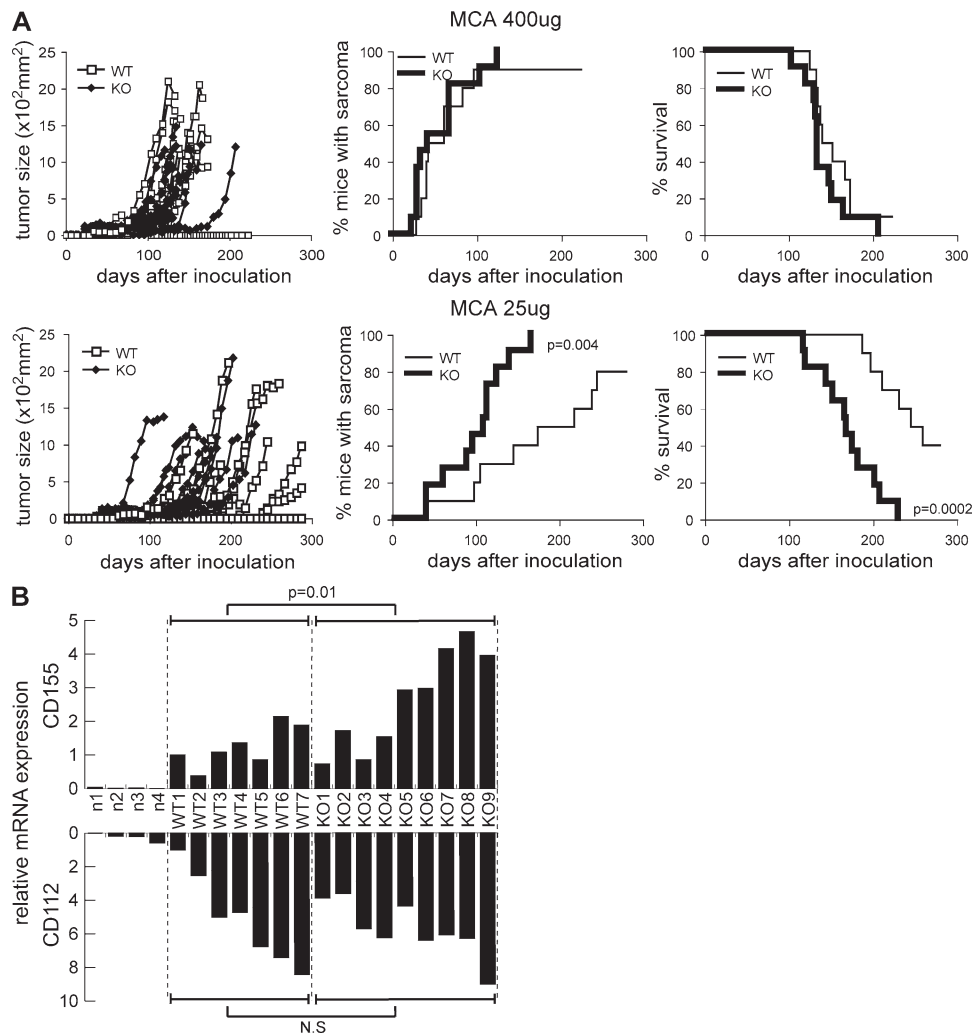 A
MCA 400ug
tumor size (x10²mm²)
25
20
15
10
5
0
WT
KO
0 100 200 300
days after inoculation
% mice with sarcoma
100
80
60
40
20
0
WT
KO
0 100 200 300
days after inoculation
% survival
100
80
60
40
20
0
WT
KO
0 100 200 300
days after inoculation
MCA 25ug
tumor size (x10²mm²)
25
20
15
10
5
0
WT
KO
0 100 200 300
days after inoculation
% mice with sarcoma
100
80
60
40
20
0
WT
KO
p=0.004
0 100 200 300
days after inoculation
% survival
100
80
60
40
20
0
WT
KO
p=0.0002
0 100 200 300
days after inoculation
B
p=0.01
relative mRNA expression
CD155
5
4
3
2
1
0
n1 n2 n3 n4 WT1 WT2 WT3 WT4 WT5 WT6 WT7 KO1 KO2 KO3 KO4 KO5 KO6 KO7 KO8 KO9
CD112
0
2
4
6
8
10
N.S